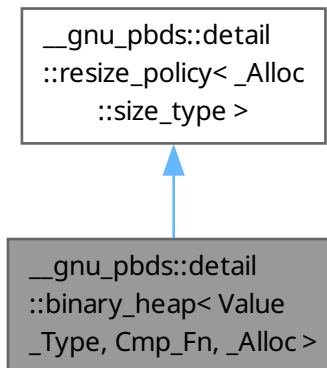 __gnu_pbds::detail
::resize_policy< _Alloc
::size_type >
__gnu_pbds::detail
::binary_heap< Value
_Type, Cmp_Fn, _Alloc >